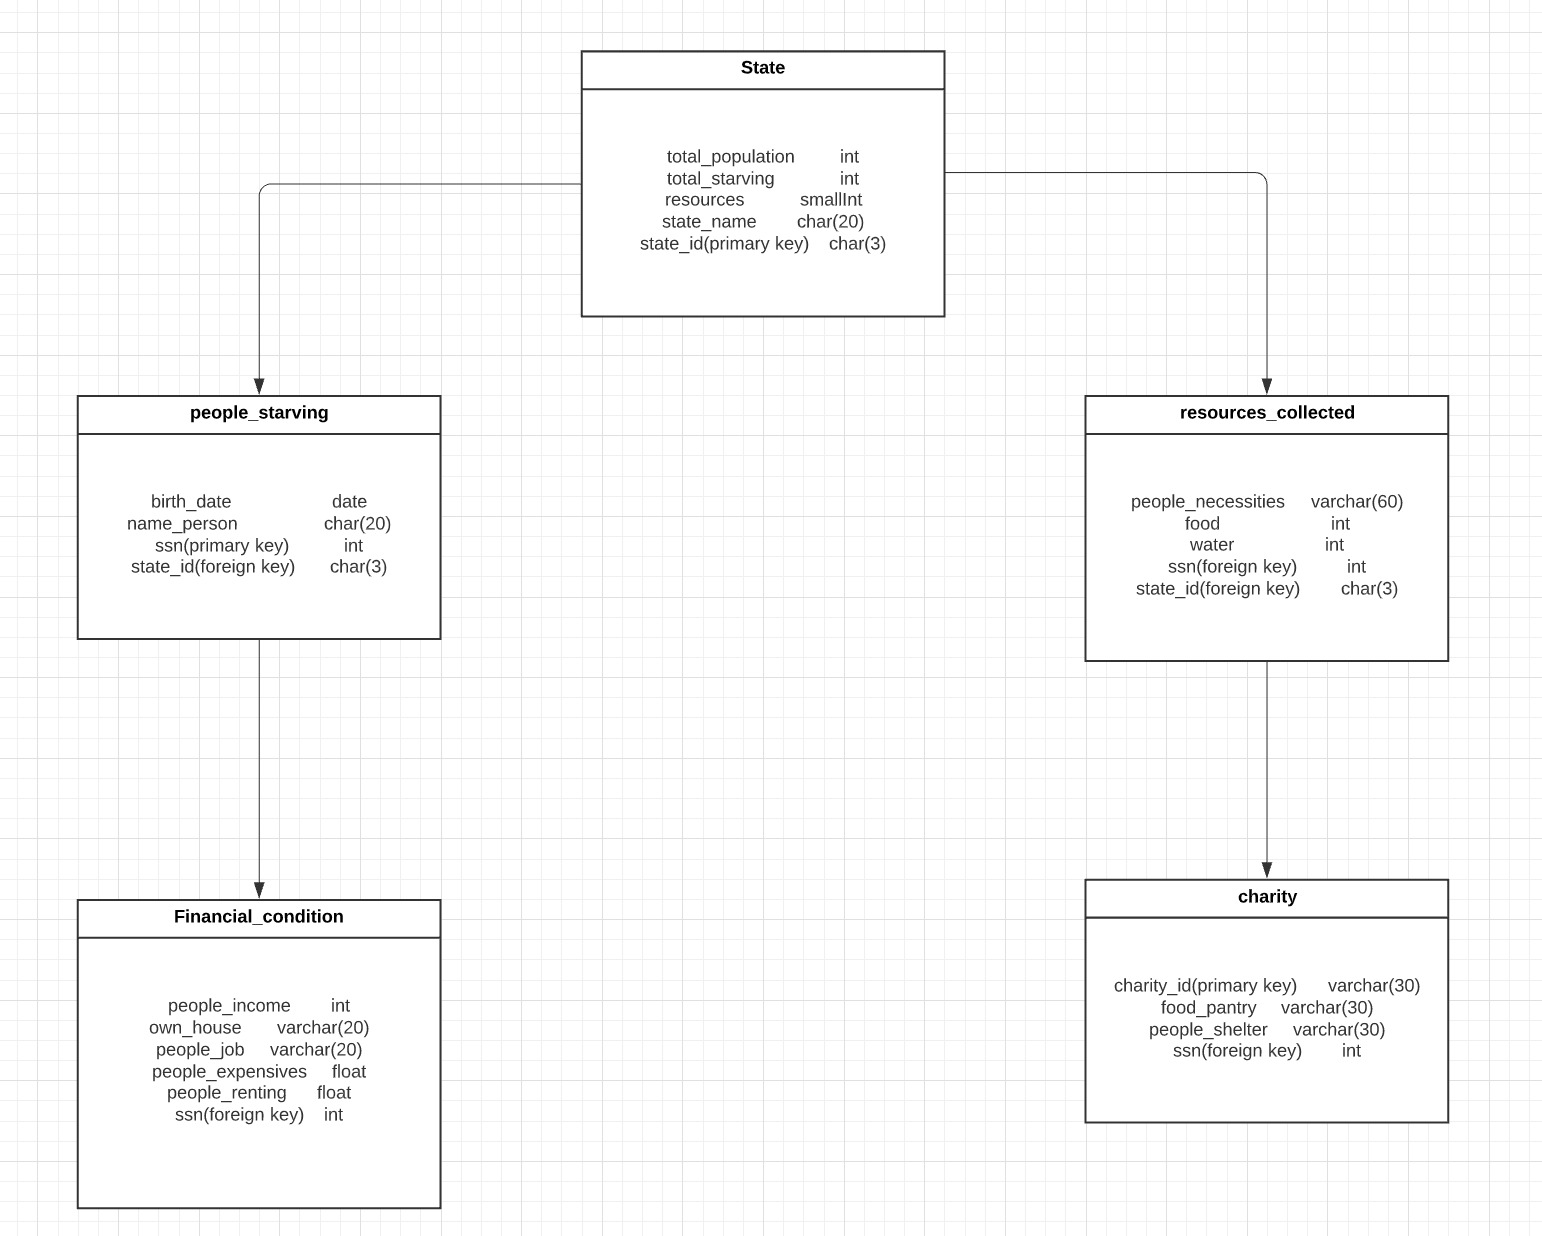 State
total_population int
total_starving int
resources smallInt
state_name char(20)
state_id(primary key) char(3)
people_starving
birth_date date
name_person char(20)
ssn(primary key) int
state_id(foreign key) char(3)
resources_collected
people_necessities varchar(60)
food int
water int
ssn(foreign key) int
state_id(foreign key) char(3)
Financial_condition
people_income int
own_house varchar(20)
people_job varchar(20)
people_expensives float
people_renting float
ssn(foreign key) int
charity
charity_id(primary key) varchar(30)
food_pantry varchar(30)
people_shelter varchar(30)
ssn(foreign key) int